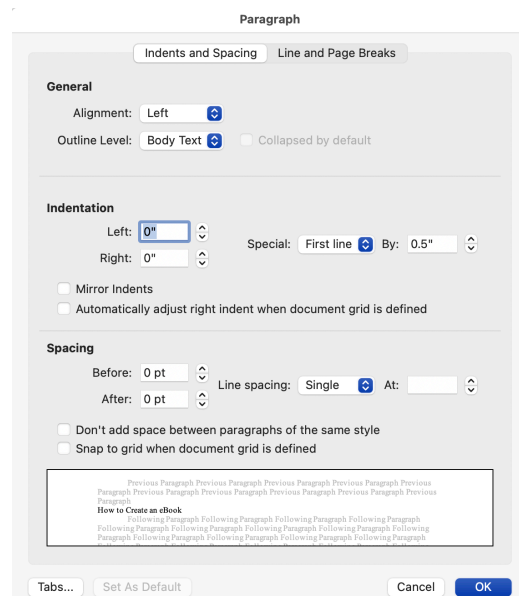 Paragraph
Indents and Spacing Line and Page Breaks
General
Alignment: Left
Outline Level: Body Text Collapsed by default
Indentation
Left: 0"
Special: First line By: 0.5"
Right: 0"
Mirror Indents
Automatically adjust right indent when document grid is defined
Spacing
Before: 0 pt
Line spacing: Single At:
After: 0 pt
Don't add space between paragraphs of the same style
Snap to grid when document grid is defined
Previous Paragraph Previous Paragraph Previous Paragraph Previous Paragraph Previous
Paragraph Previous Paragraph Previous Paragraph Previous Paragraph Previous
Paragraph
How to Create an eBook
Following Paragraph Following Paragraph Following Paragraph Following Paragraph
Following Paragraph Following Paragraph Following Paragraph Following Paragraph Following
Paragraph Following Paragraph Following Paragraph Following Paragraph Following Paragraph
Tabs... Set As Default Cancel OK